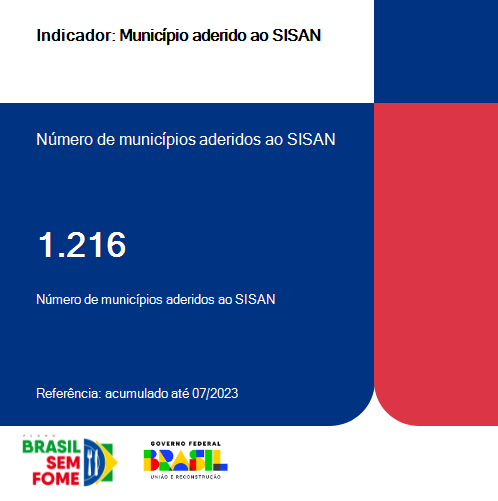 Indicador: Município aderido ao SISAN
Número de municípios aderidos ao SISAN
1.216
Número de municípios aderidos ao SISAN
Referência: acumulado até 07/2023
PLANO
BRASIL
SEM
FOME
GOVERNO FEDERAL
BRASIL
UNIÃO E RECONSTRUÇÃO